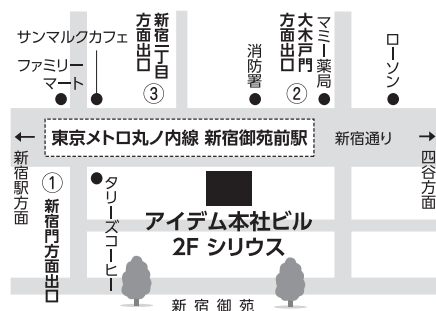 サンマルクカフェ
ファミリー
マート
新宿一丁目
方面出口
③
消防署
大木戸門
方面出口
②
マミー薬局
ローソン
東京メトロ丸ノ内線 新宿御苑前駅
新宿通り
新宿駅方面
四谷方面
①
新宿門方面出口
タリーズコーヒー
アイデム本社ビル
2F シリウス
新宿御苑